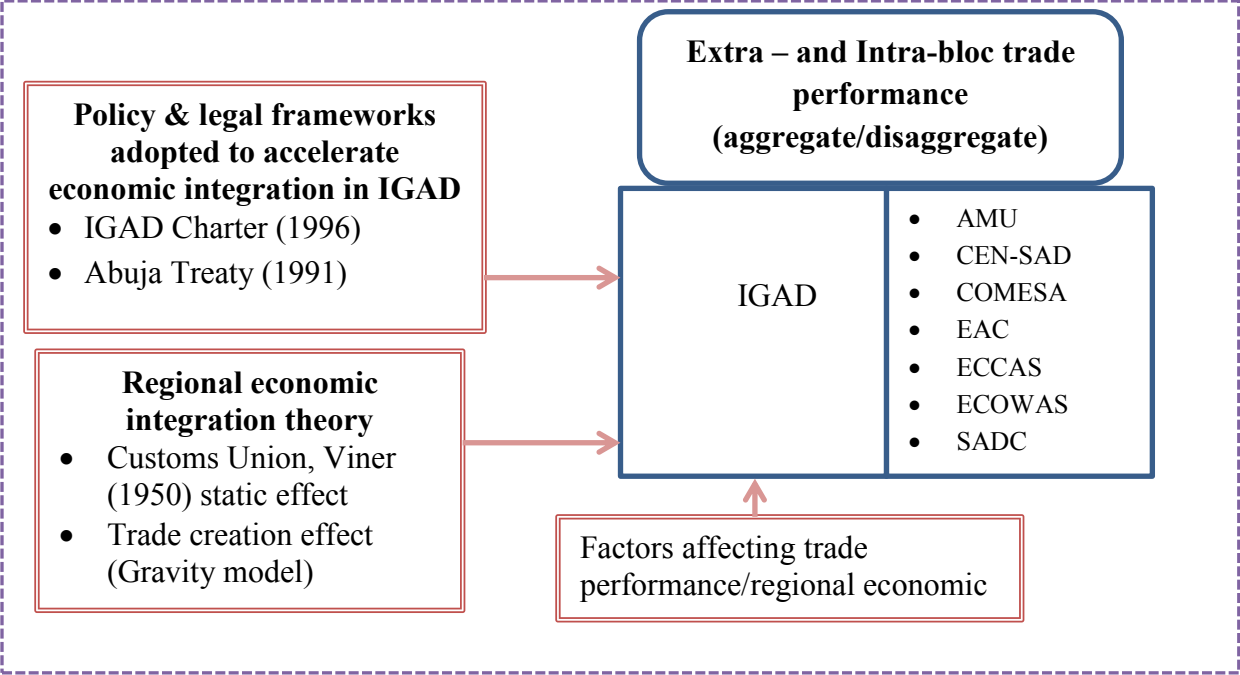 Extra – and Intra-bloc trade
performance
(aggregate/disaggregate)
Policy & legal frameworks
adopted to accelerate
economic integration in IGAD
• IGAD Charter (1996)
• Abuja Treaty (1991)
IGAD
• AMU
• CEN-SAD
• COMESA
• EAC
• ECCAS
• ECOWAS
• SADC
Regional economic
integration theory
• Customs Union, Viner
(1950) static effect
• Trade creation effect
(Gravity model)
Factors affecting trade
performance/regional economic